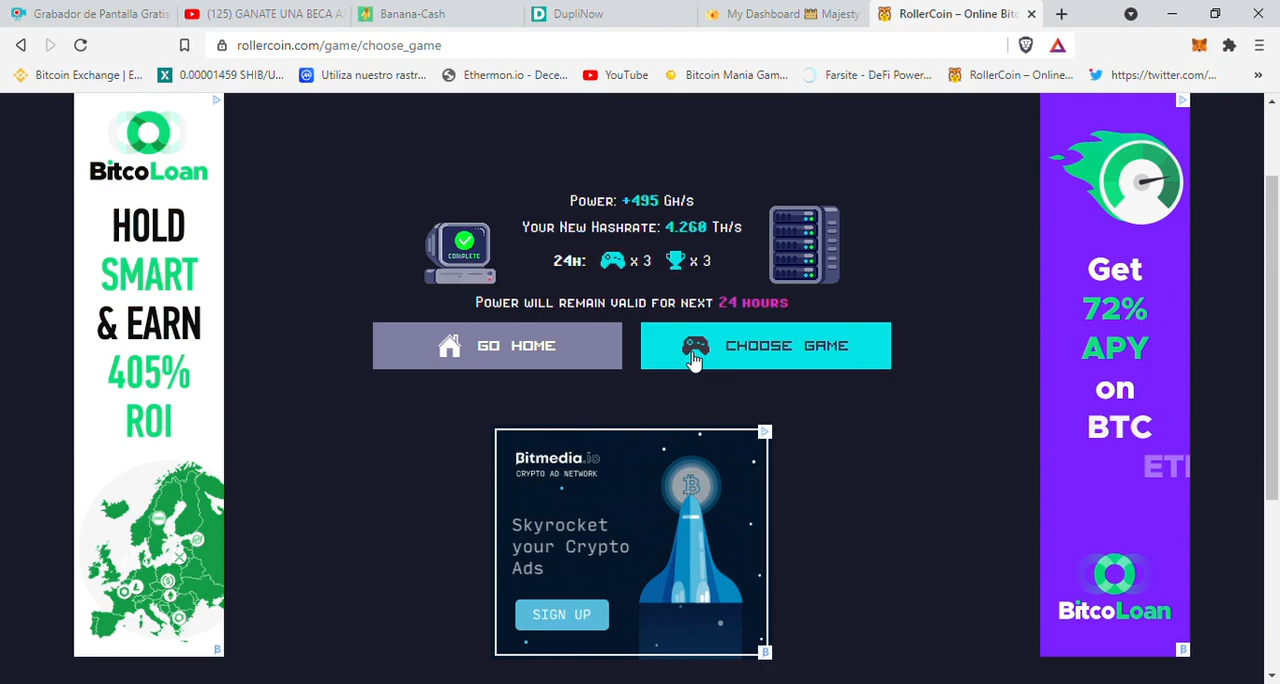 Grabador de Pantalla Gratis
(125) GANATE UNA BECA A
Banana-Cash
DupliNow
My Dashboard 👑 Majesty
RollerCoin – Online Bitc
rollercoin.com/game/choose_game
Bitcoin Exchange | E...
0.00001459 SHIB/U...
Utiliza nuestro rastr...
Ethermon.io - Dece...
YouTube
Bitcoin Mania Gam...
Farsite - DeFi Power...
RollerCoin – Online...
https://twitter.com/...
»
BitcoLoan
HOLD
SMART
& EARN
405%
ROI
Power: +495 Gh/s
Your New Hashrate: 4.260 Th/s
24h: x 3 x 3
COMPLETE
Power will remain valid for next 24 hours
GO HOME
CHOOSE GAME
Bitmedia.io
CRYPTO AD NETWORK
Skyrocket
your Crypto
Ads
SIGN UP
Get
72%
APY
on
BTC
ETH
BitcoLoan